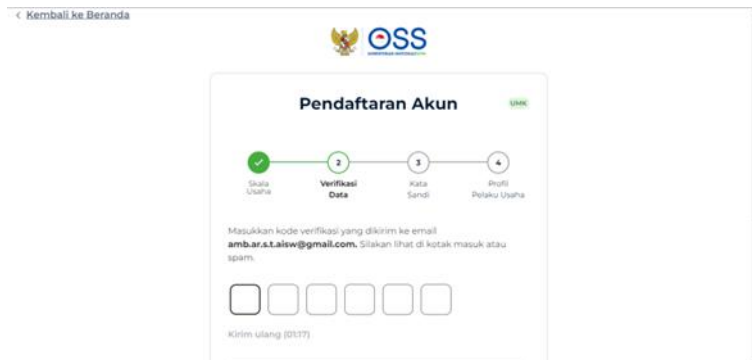 < Kembali ke Beranda
OSS
Pendaftaran Akun
UMK
2
3
4
Skala
Usaha
Verifikasi
Data
Kata
Sandi
Profil
Pelaku Usaha
Masukkan kode verifikasi yang dikirim ke email
amb.ar.s.t.aisw@gmail.com. Silakan lihat di kotak masuk atau
spam.
Kirim ulang (01:17)